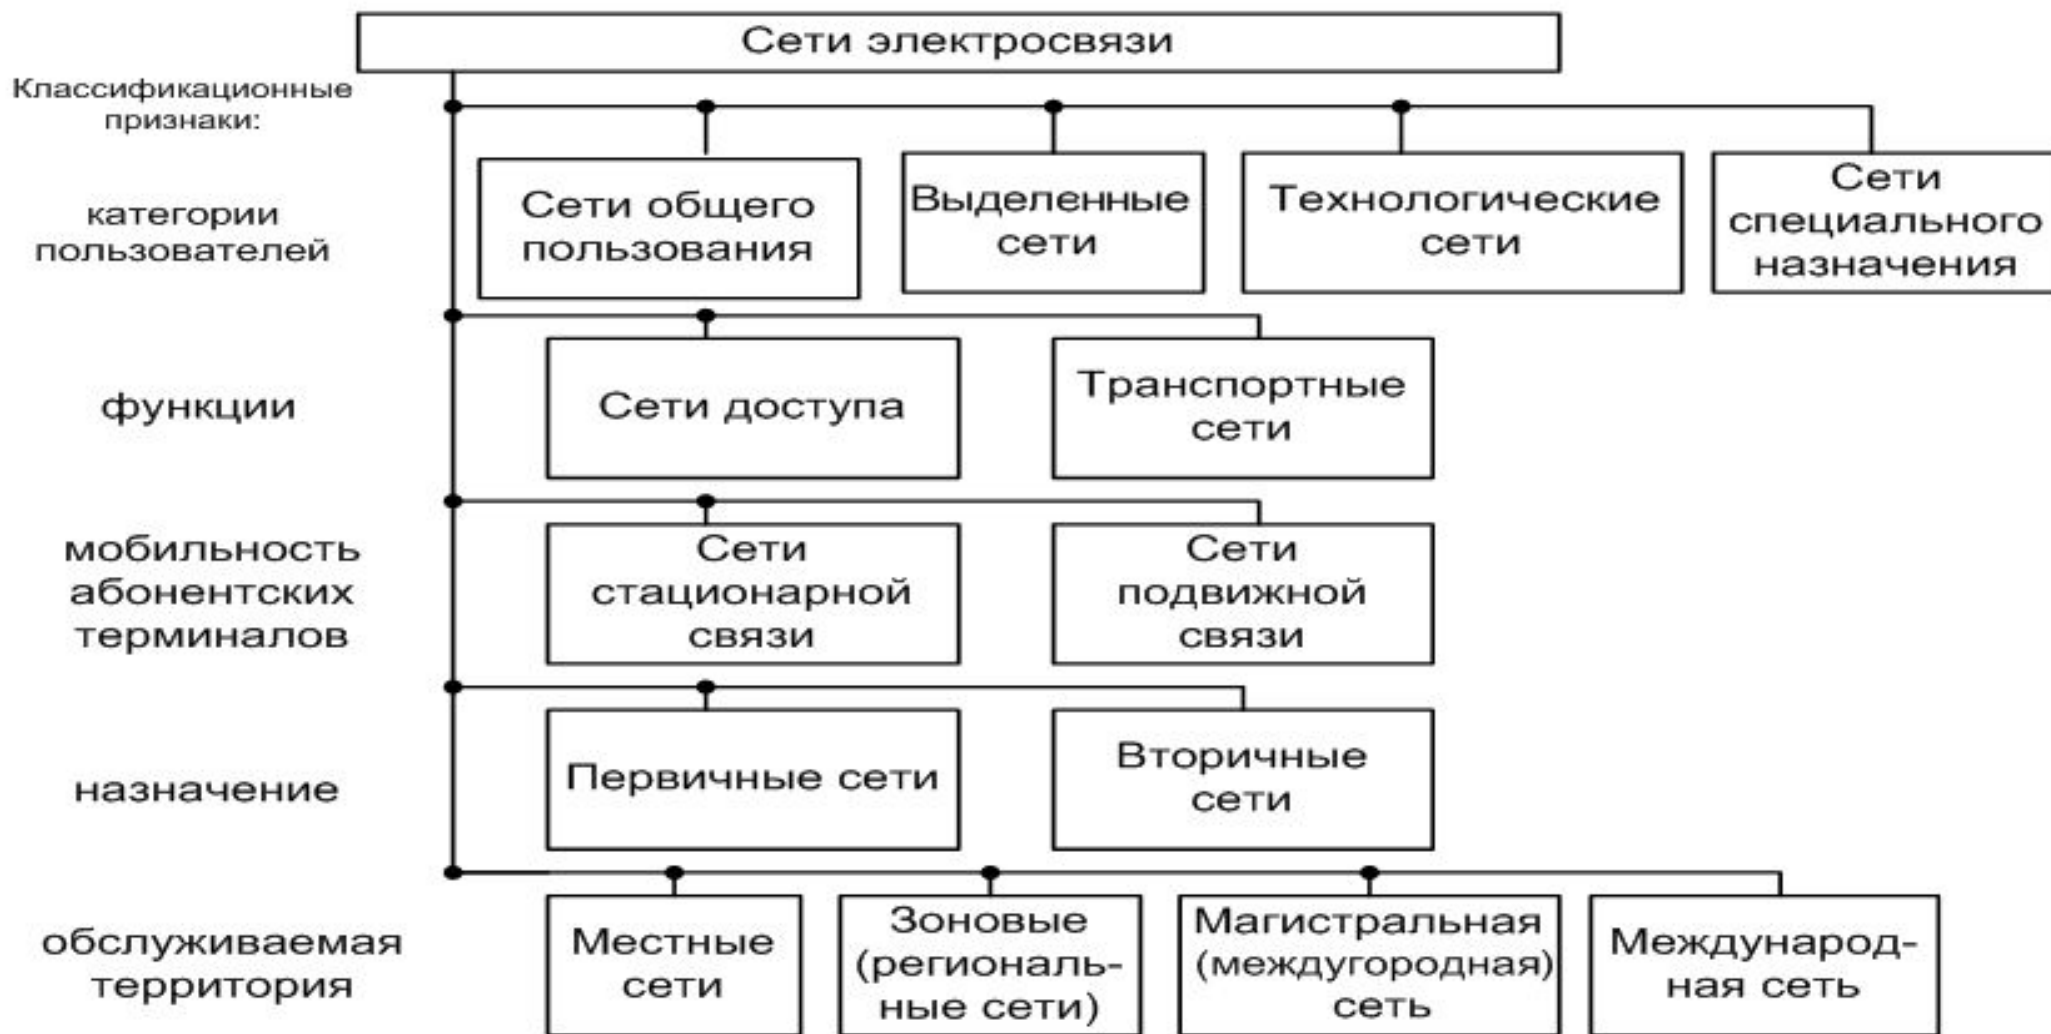 Сети электросвязи
Классификационные
признаки:
категории
пользователей
Сети общего
пользования
Выделенные
сети
Технологические
сети
Сети
специального
назначения
функции
Сети доступа
Транспортные
сети
мобильность
абонентских
терминалов
Сети
стационарной
связи
Сети
подвижной
связи
назначение
Первичные сети
Вторичные
сети
обслуживаемая
территория
Местные
сети
Зоновые
(региональ-
ные сети)
Магистральная
(междугородная)
сеть
Международ-
ная сеть